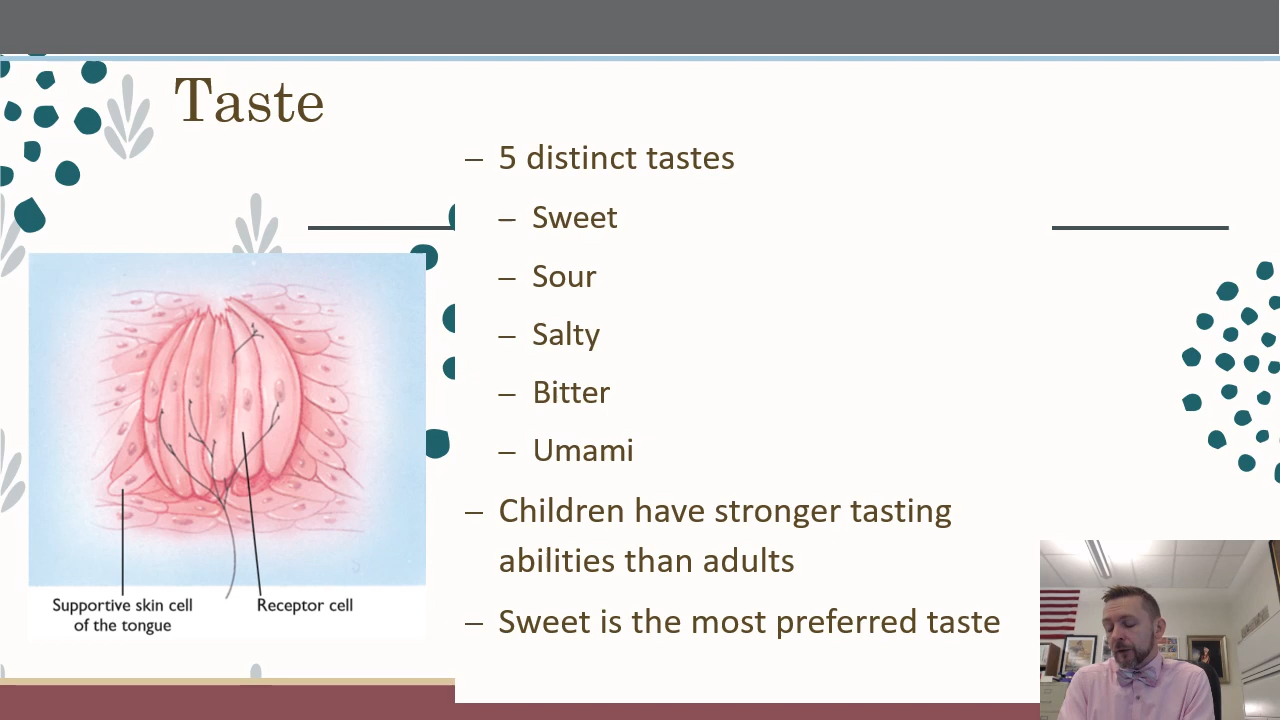 Taste
– 5 distinct tastes
– Sweet
– Sour
– Salty
– Bitter
– Umami
– Children have stronger tasting
abilities than adults
– Sweet is the most preferred taste
Supportive skin cell
of the tongue
Receptor cell